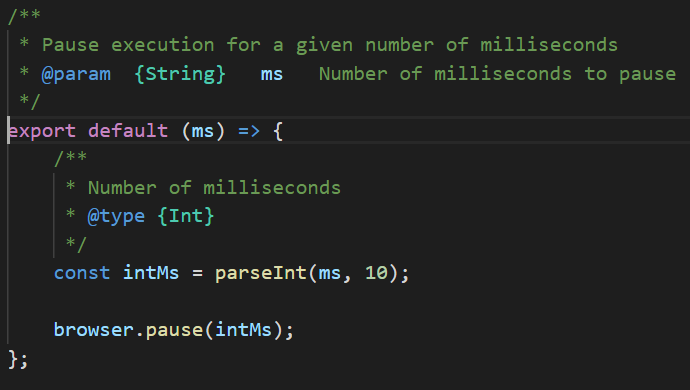 /**
 * Pause execution for a given number of milliseconds
 * @param  {String}   ms   Number of milliseconds to pause
 */
export default (ms) => {
    /**
     * Number of milliseconds
     * @type {Int}
     */
    const intMs = parseInt(ms, 10);

    browser.pause(intMs);
};